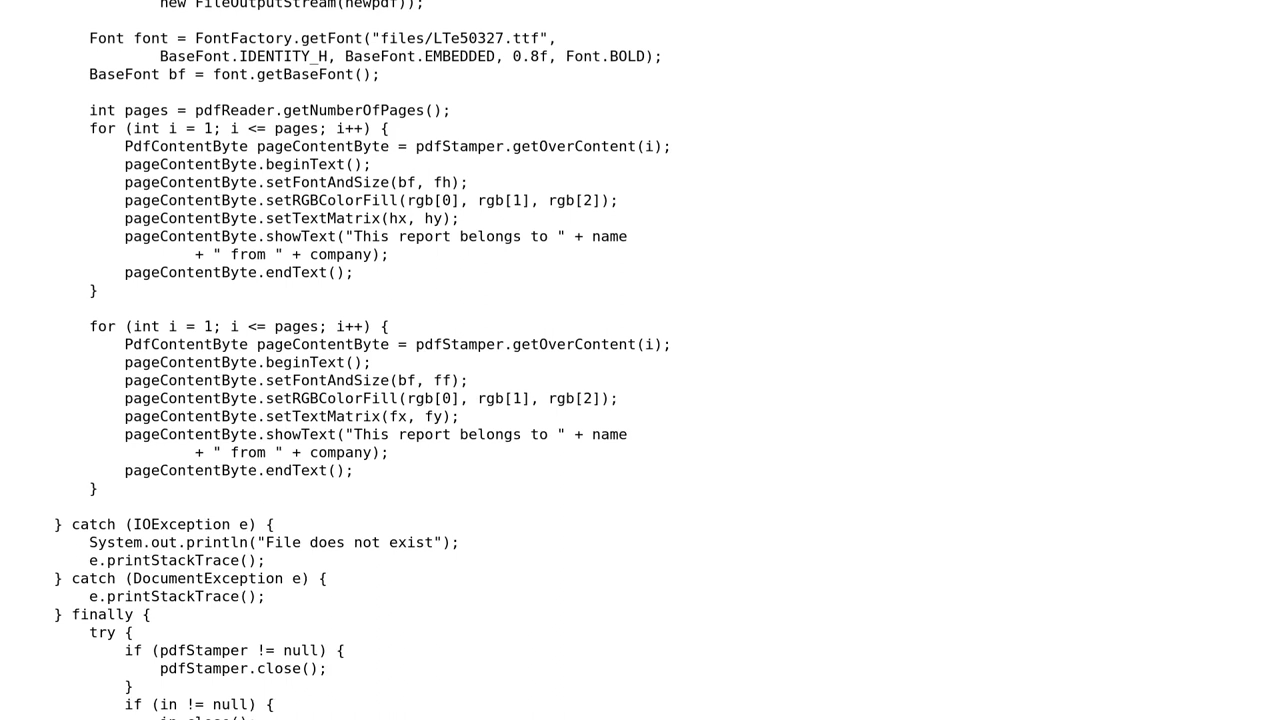 new FileOutputStream(newpdf));
Font font = FontFactory.getFont("files/LTe50327.ttf",
BaseFont.IDENTITY_H, BaseFont.EMBEDDED, 0.8f, Font.BOLD);
BaseFont bf = font.getBaseFont();
int pages = pdfReader.getNumberOfPages();
for (int i = 1; i <= pages; i++) {
PdfContentByte pageContentByte = pdfStamper.getOverContent(i);
pageContentByte.beginText();
pageContentByte.setFontAndSize(bf, fh);
pageContentByte.setRGBColorFill(rgb[0], rgb[1], rgb[2]);
pageContentByte.setTextMatrix(hx, hy);
pageContentByte.showText("This report belongs to " + name
+ " from " + company);
pageContentByte.endText();
}
for (int i = 1; i <= pages; i++) {
PdfContentByte pageContentByte = pdfStamper.getOverContent(i);
pageContentByte.beginText();
pageContentByte.setFontAndSize(bf, ff);
pageContentByte.setRGBColorFill(rgb[0], rgb[1], rgb[2]);
pageContentByte.setTextMatrix(fx, fy);
pageContentByte.showText("This report belongs to " + name
+ " from " + company);
pageContentByte.endText();
}
} catch (IOException e) {
System.out.println("File does not exist");
e.printStackTrace();
} catch (DocumentException e) {
e.printStackTrace();
} finally {
try {
if (pdfStamper != null) {
pdfStamper.close();
}
if (in != null) {
in.close();